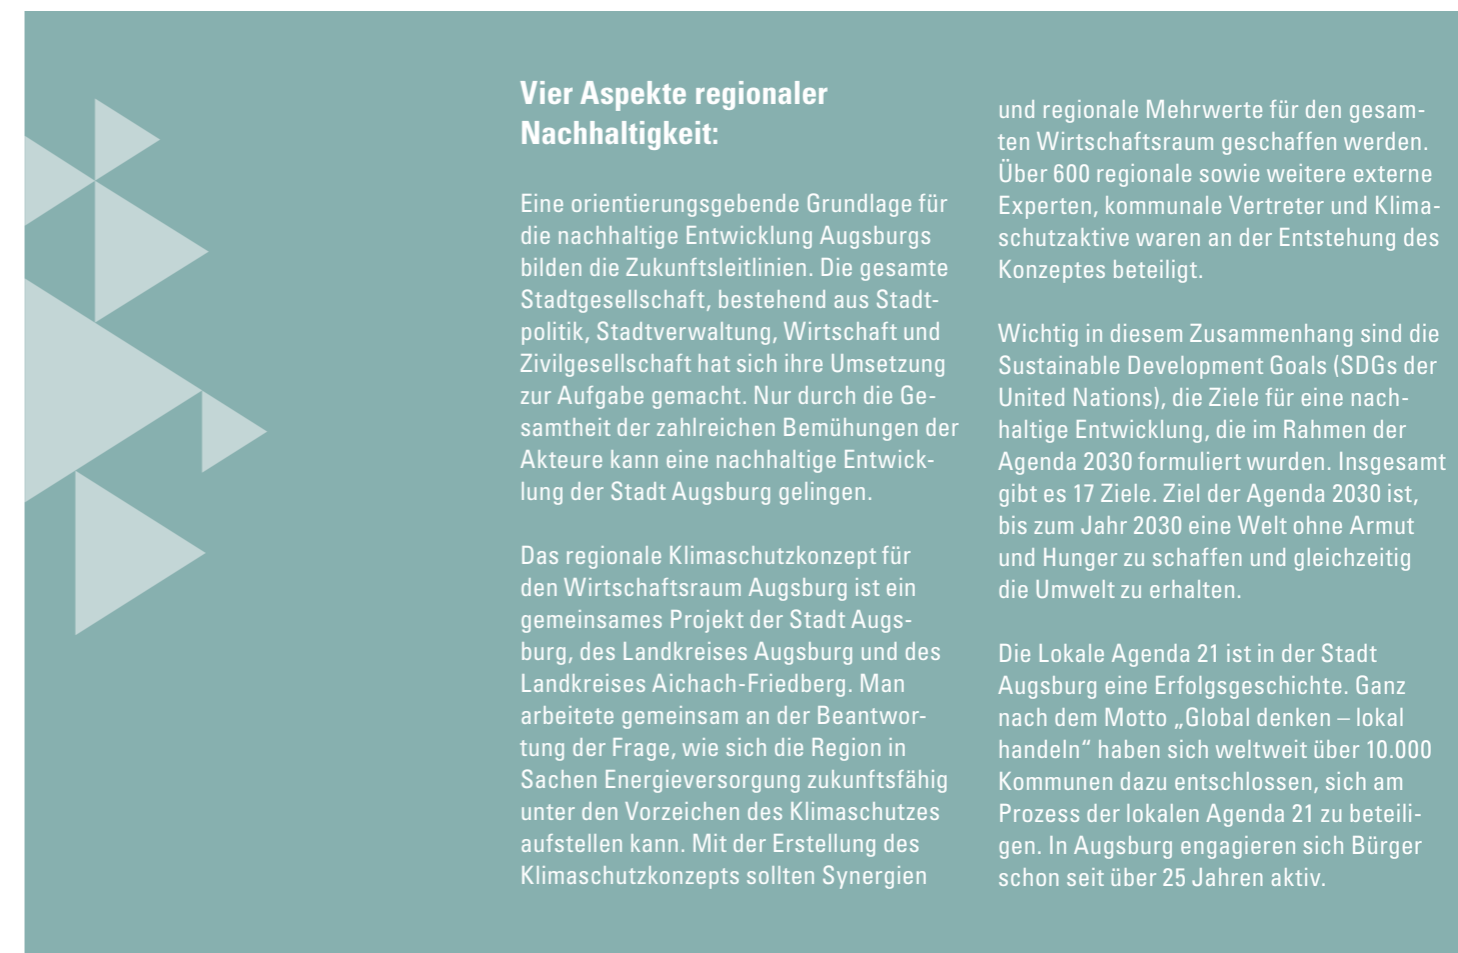 Vier Aspekte regionaler
Nachhaltigkeit:
Eine orientierungsgebende Grundlage für
die nachhaltige Entwicklung Augsburgs
bilden die Zukunftsleitlinien. Die gesamte
Stadtgesellschaft, bestehend aus Stadt-
politik, Stadtverwaltung, Wirtschaft und
Zivilgesellschaft hat sich ihre Umsetzung
zur Aufgabe gemacht. Nur durch die Ge-
samtheit der zahlreichen Bemühungen der
Akteure kann eine nachhaltige Entwick-
lung der Stadt Augsburg gelingen.
Das regionale Klimaschutzkonzept für
den Wirtschaftsraum Augsburg ist ein
gemeinsames Projekt der Stadt Augs-
burg, des Landkreises Augsburg und des
Landkreises Aichach-Friedberg. Man
arbeitete gemeinsam an der Beantwor-
tung der Frage, wie sich die Region in
Sachen Energieversorgung zukunftsfähig
unter den Vorzeichen des Klimaschutzes
aufstellen kann. Mit der Erstellung des
Klimaschutzkonzepts sollten Synergien
und regionale Mehrwerte für den gesam-
ten Wirtschaftsraum geschaffen werden.
Über 600 regionale sowie weitere externe
Experten, kommunale Vertreter und Klima-
schutzaktive waren an der Entstehung des
Konzeptes beteiligt.
Wichtig in diesem Zusammenhang sind die
Sustainable Development Goals (SDGs der
United Nations), die Ziele für eine nach-
haltige Entwicklung, die im Rahmen der
Agenda 2030 formuliert wurden. Insgesamt
gibt es 17 Ziele. Ziel der Agenda 2030 ist,
bis zum Jahr 2030 eine Welt ohne Armut
und Hunger zu schaffen und gleichzeitig
die Umwelt zu erhalten.
Die Lokale Agenda 21 ist in der Stadt
Augsburg eine Erfolgsgeschichte. Ganz
nach dem Motto „Global denken – lokal
handeln“ haben sich weltweit über 10.000
Kommunen dazu entschlossen, sich am
Prozess der lokalen Agenda 21 zu beteili-
gen. In Augsburg engagieren sich Bürger
schon seit über 25 Jahren aktiv.